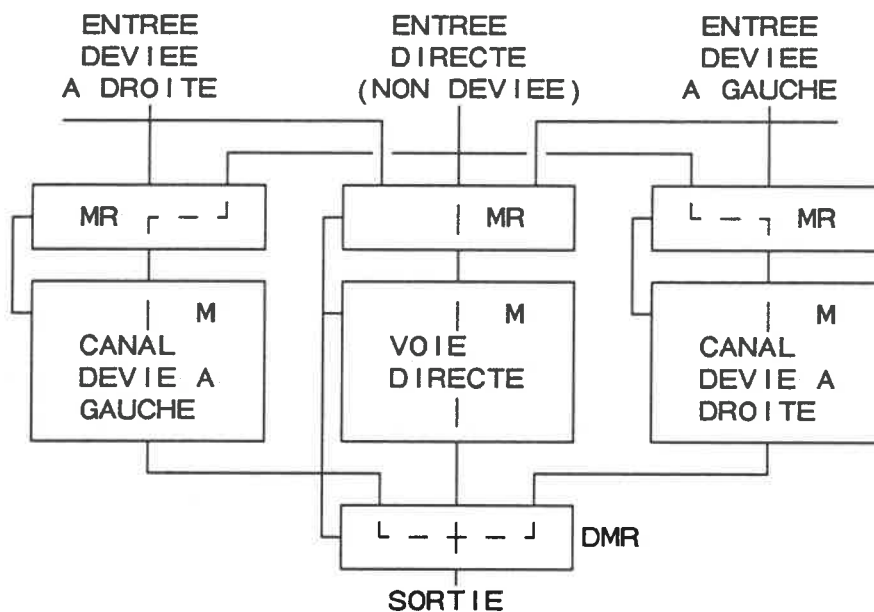 ENTREE
DEVIEE
A DROITE
ENTREE
DIRECTE
(NON DEVIEE)
ENTREE
DEVIEE
A GAUCHE
MR
MR
MR
M
CANAL
DEVIE A
GAUCHE
M
VOIE
DIRECTE
M
CANAL
DEVIE A
DROITE
DMR
SORTIE